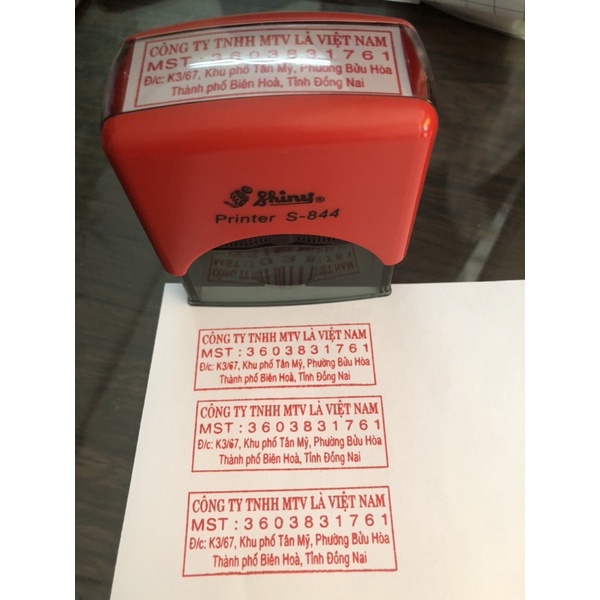 CÔNG TY TNHH MTV LÀ VIỆT NAM
MST : 3603831761
Đ/c: K3/67, Khu phố Tân Mỹ, Phường Bửu Hòa
Thành phố Biên Hoà, Tỉnh Đồng Nai
Shiny®
Printer S-844
CÔNG TY TNHH MTV LÀ VIỆT NAM
MST : 3603831761
Đ/c: K3/67, Khu phố Tân Mỹ, Phường Bửu Hòa
Thành phố Biên Hoà, Tỉnh Đồng Nai
CÔNG TY TNHH MTV LÀ VIỆT NAM
MST : 3603831761
Đ/c: K3/67, Khu phố Tân Mỹ, Phường Bửu Hòa
Thành phố Biên Hoà, Tỉnh Đồng Nai
CÔNG TY TNHH MTV LÀ VIỆT NAM
MST : 3603831761
Đ/c: K3/67, Khu phố Tân Mỹ, Phường Bửu Hòa
Thành phố Biên Hoà, Tỉnh Đồng Nai